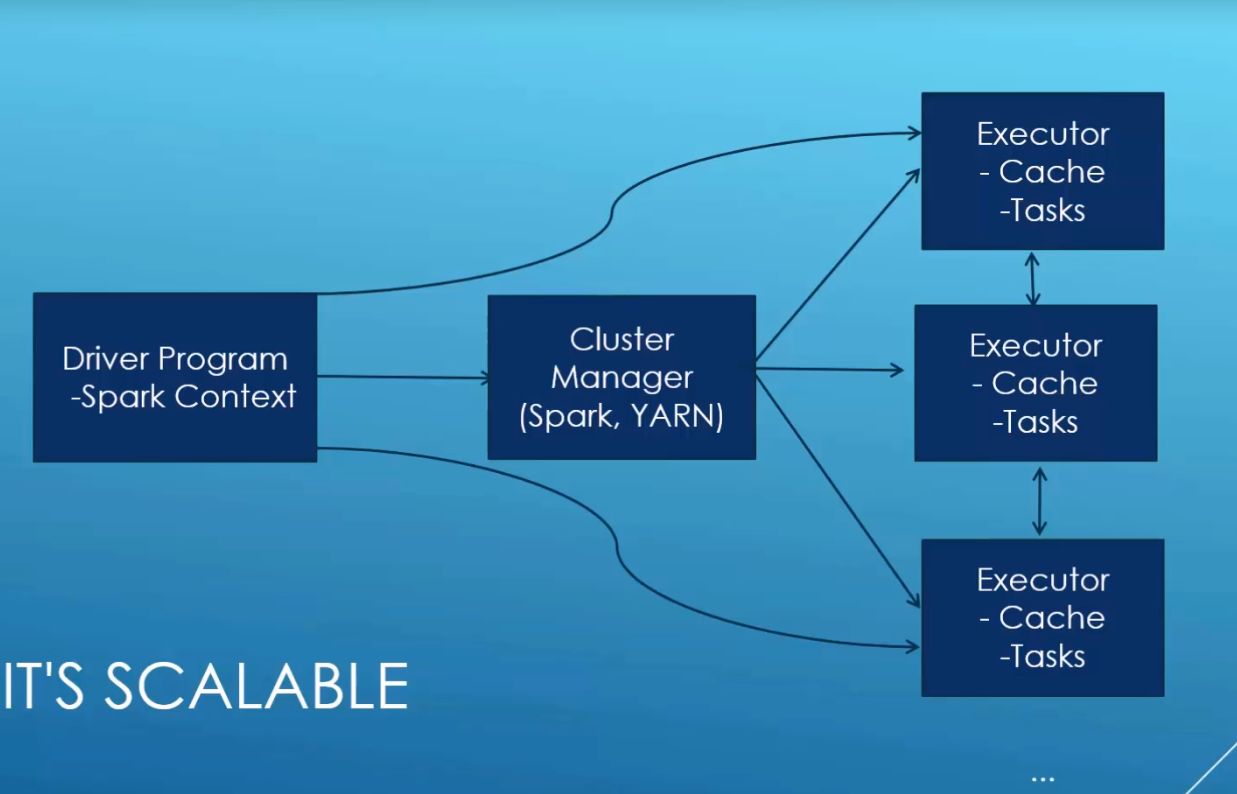 Driver Program
-Spark Context
Cluster
Manager
(Spark, YARN)
Executor
- Cache
-Tasks
Executor
- Cache
-Tasks
Executor
- Cache
-Tasks
IT'S SCALABLE
...